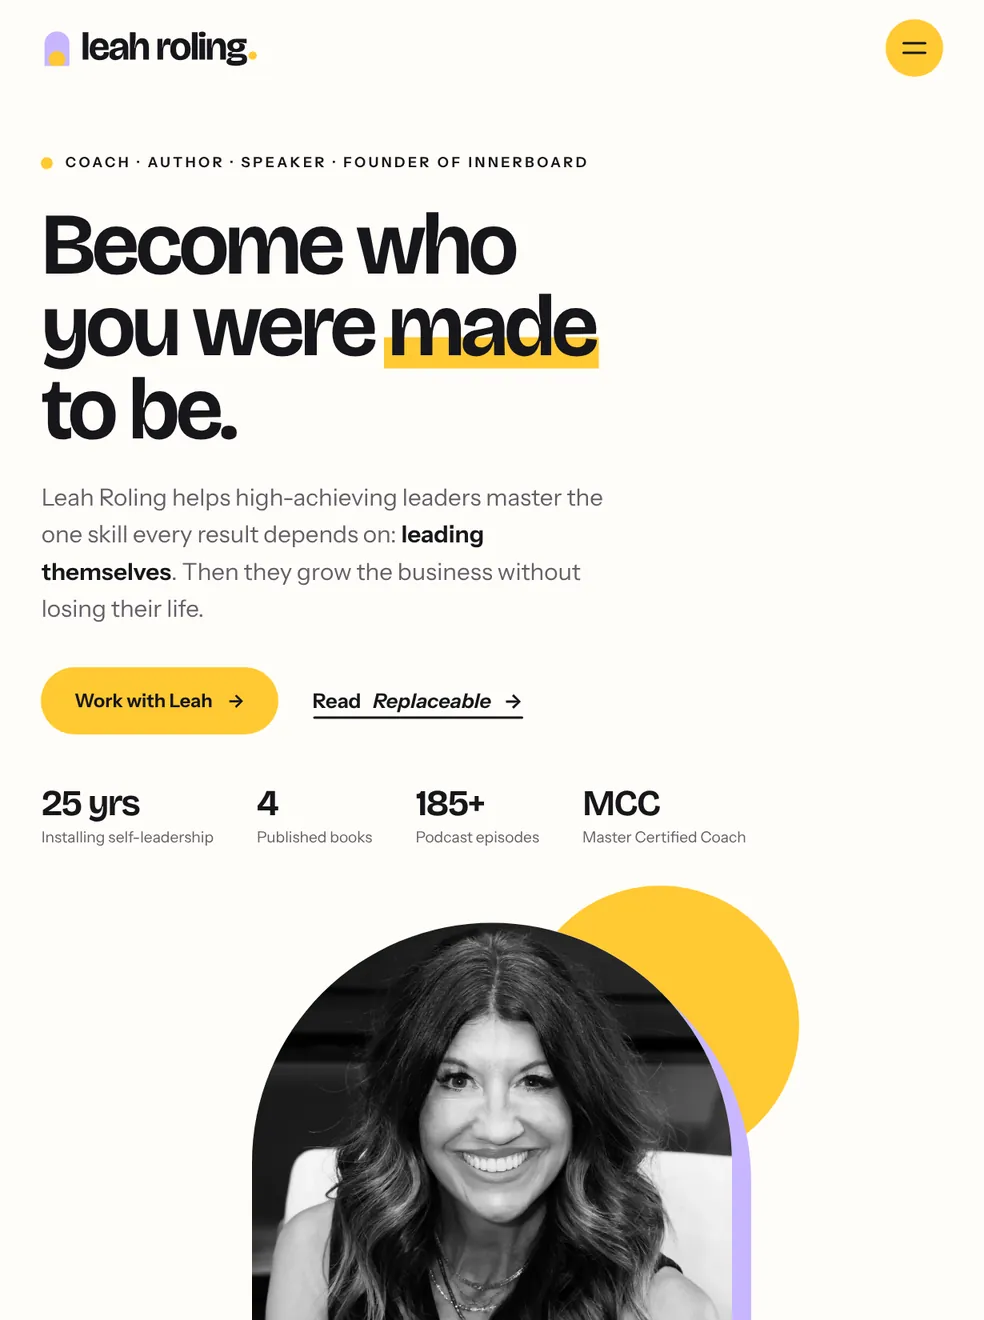 leah roling.
COACH · AUTHOR · SPEAKER · FOUNDER OF INNERBOARD
Become who
you were made
to be.
Leah Roling helps high-achieving leaders master the
one skill every result depends on: leading
themselves. Then they grow the business without
losing their life.
Work with Leah →
Read Replaceable →
25 yrs
Installing self-leadership
4
Published books
185+
Podcast episodes
MCC
Master Certified Coach